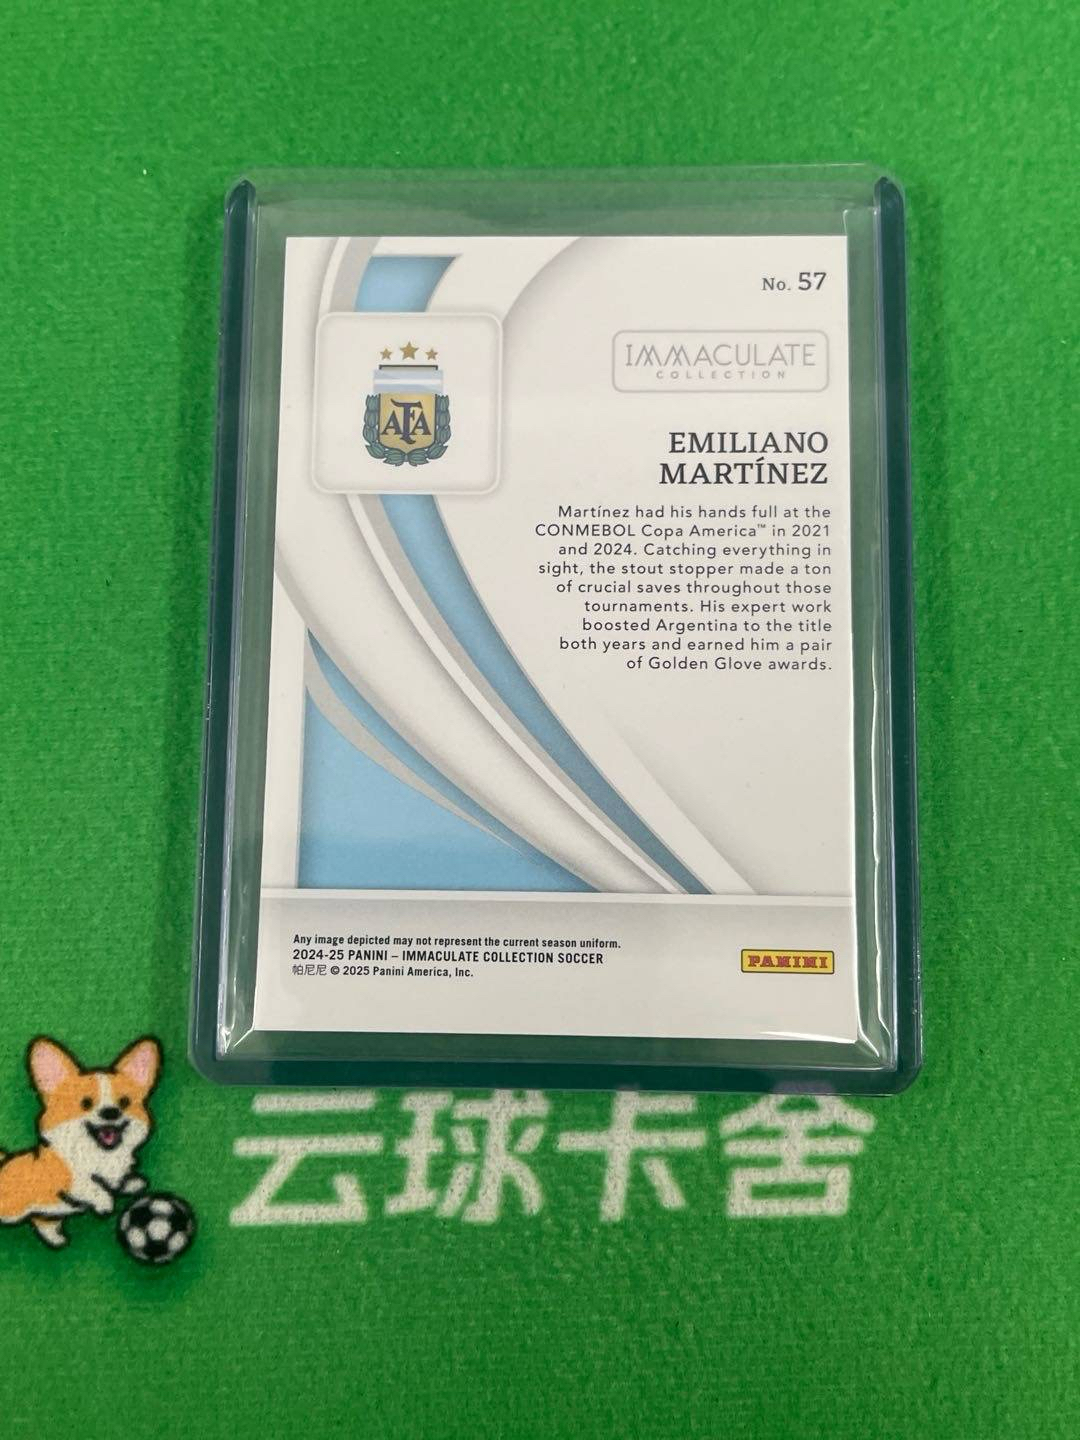 No. 57
IMMACULATE
COLLECTION
AFA
EMILIANO
MARTÍNEZ
Martínez had his hands full at the
CONMEBOL Copa America™ in 2021
and 2024. Catching everything in
sight, the stout stopper made a ton
of crucial saves throughout those
tournaments. His expert work
boosted Argentina to the title
both years and earned him a pair
of Golden Glove awards.
Any image depicted may not represent the current season uniform.
2024-25 PANINI – IMMACULATE COLLECTION SOCCER
帕尼尼 © 2025 Panini America, Inc.
PANINI
云球卡舍